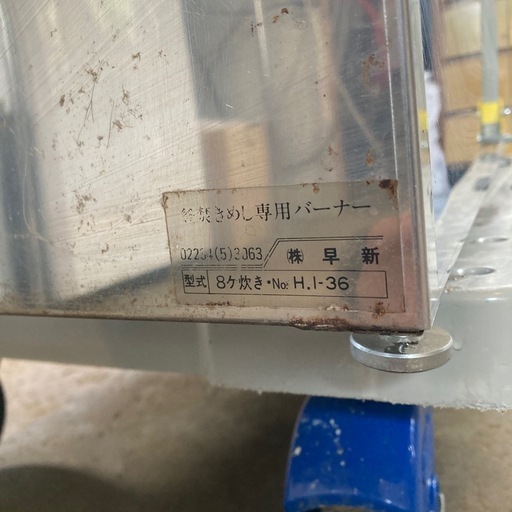 釜焚きめし専用バーナー
02234(5)3063 ㈱ 早新
型式 8ケ炊き・No. H.I-36